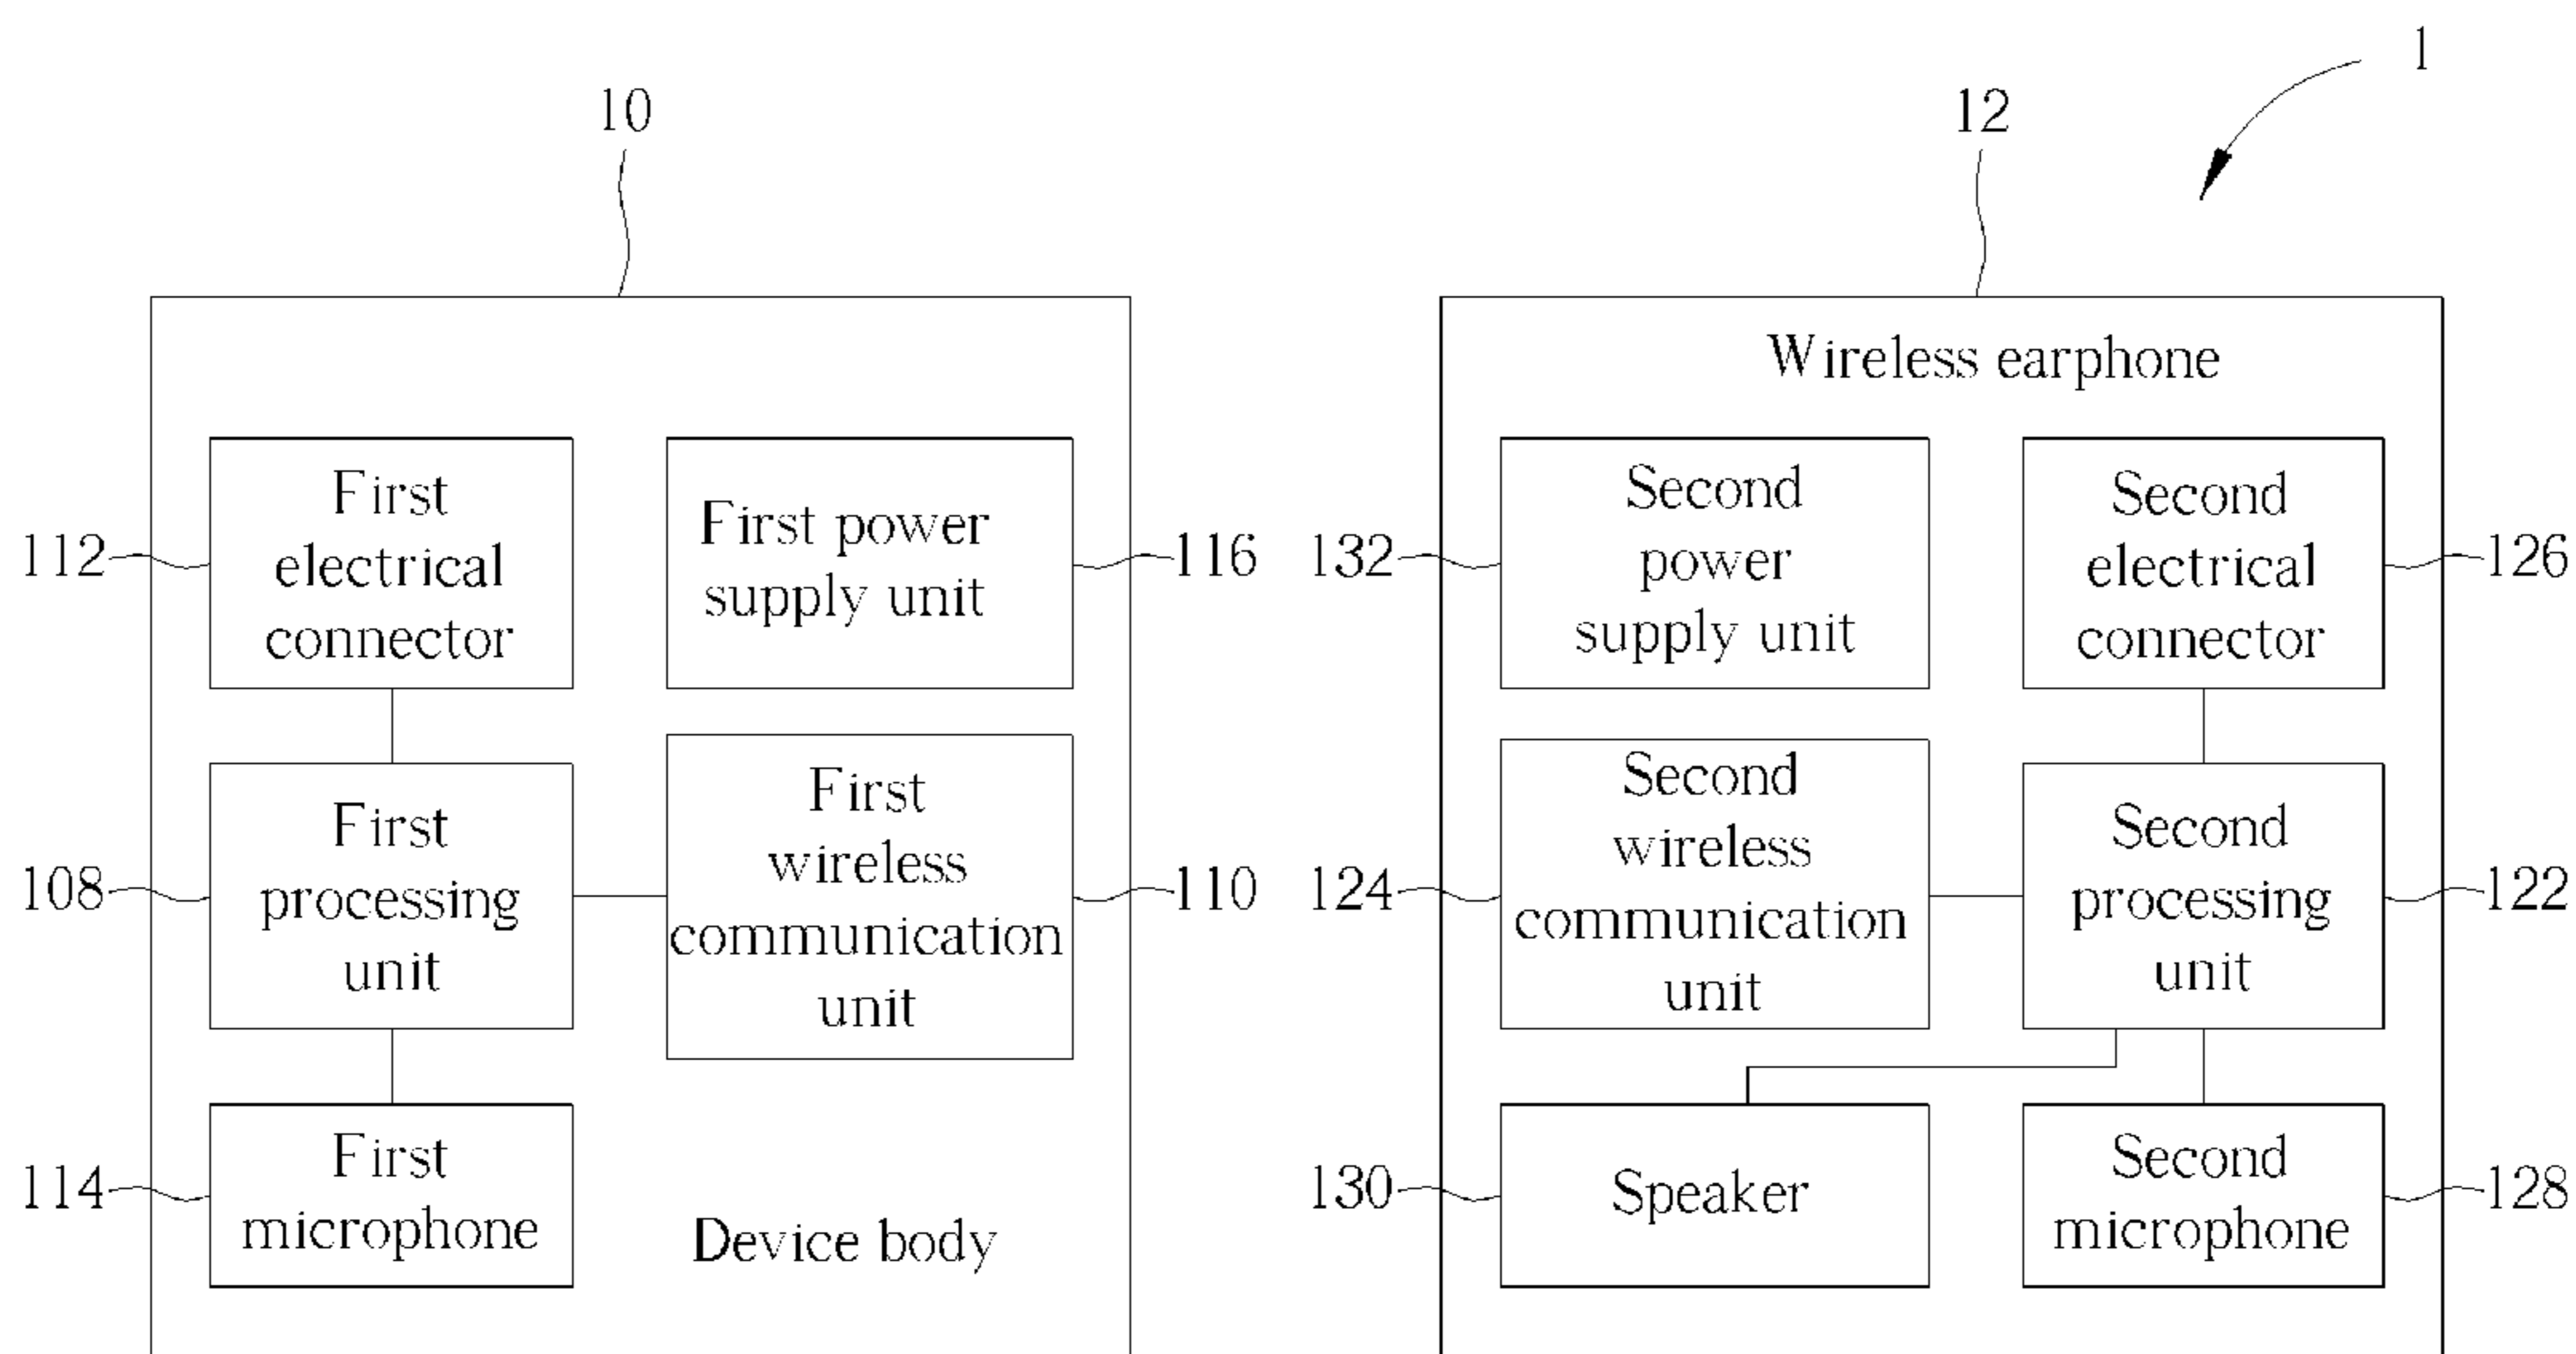 1
10
12
Wireless earphone
First
electrical
connector
112
First power
supply unit
116
Second
power
supply unit
132
Second
electrical
connector
126
First
processing
unit
108
First
wireless
communication
unit
110
Second
wireless
communication
unit
124
Second
processing
unit
122
First
microphone
114
Device body
Speaker
130
Second
microphone
128